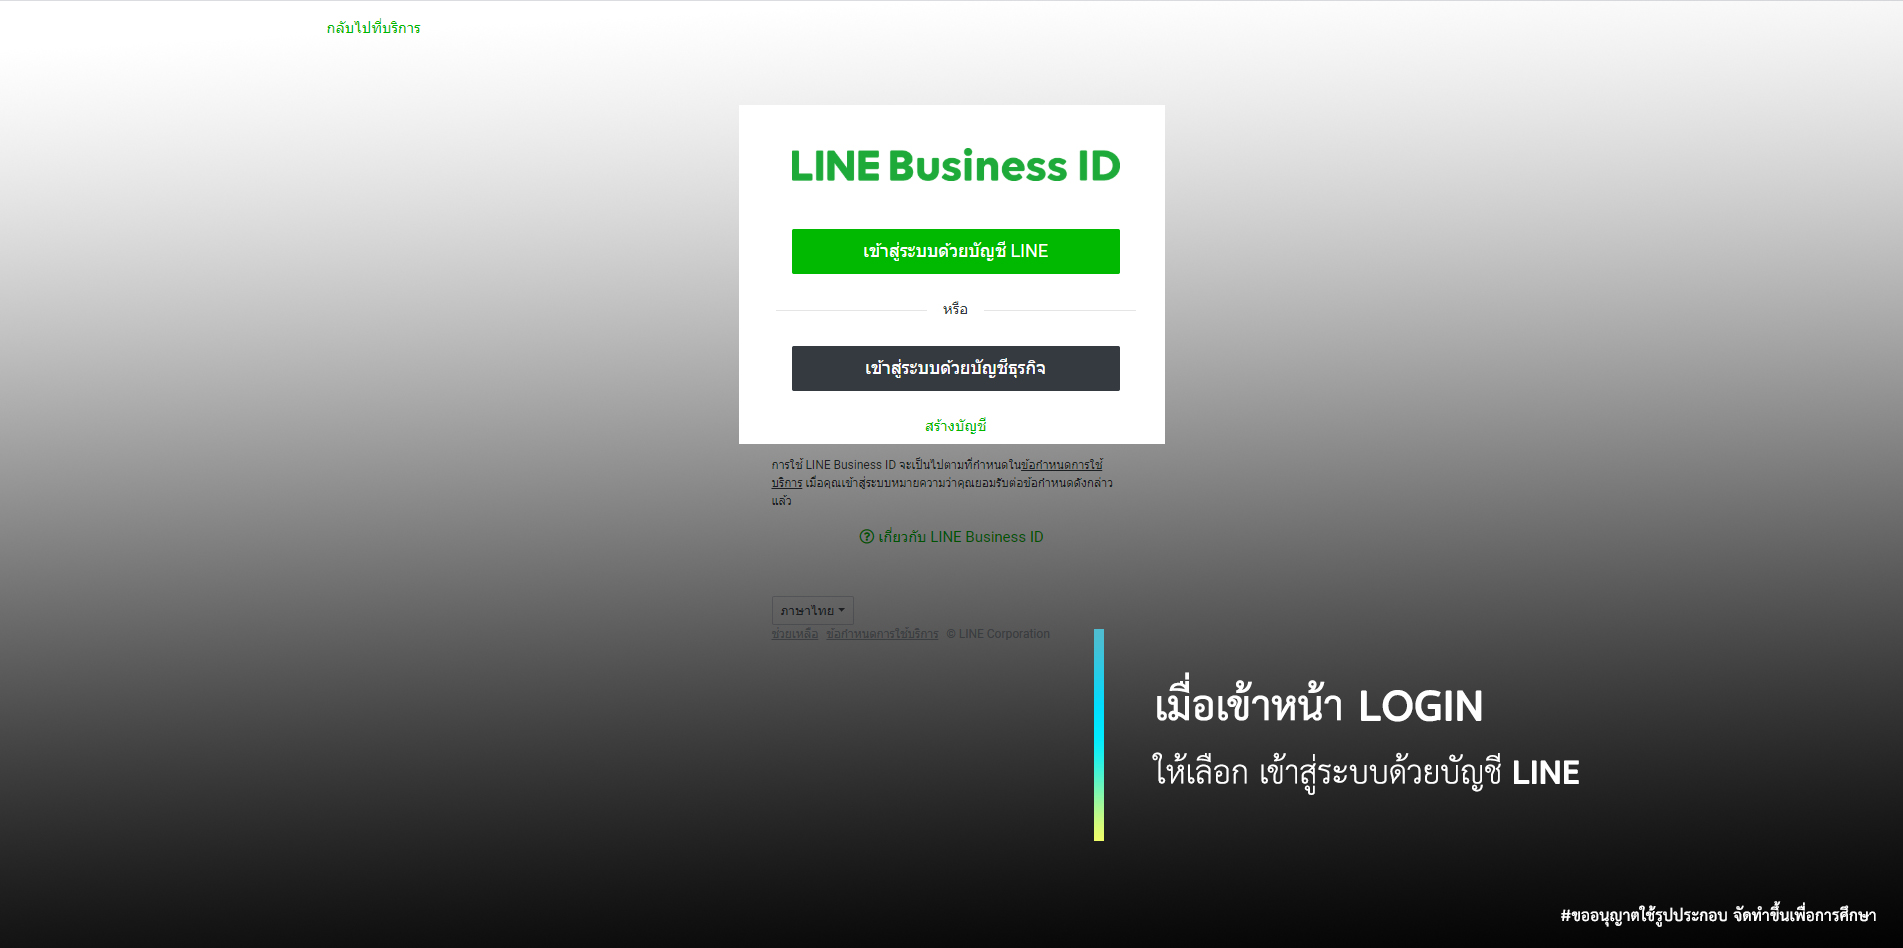 กลับไปที่บริการ
LINE Business ID
เข้าสู่ระบบด้วยบัญชี LINE
หรือ
เข้าสู่ระบบด้วยบัญชีธุรกิจ
สร้างบัญชี
การใช้ LINE Business ID จะเป็นไปตามที่กำหนดในข้อกำหนดการใช้
บริการ เมื่อคุณเข้าสู่ระบบหมายความว่าคุณยอมรับต่อข้อกำหนดดังกล่าว
แล้ว
เกี่ยวกับ LINE Business ID
ภาษาไทย
ช่วยเหลือ ข้อกำหนดการใช้บริการ © LINE Corporation
เมื่อเข้าหน้า LOGIN
ให้เลือก เข้าสู่ระบบด้วยบัญชี LINE
#ขออนุญาตใช้รูปประกอบ จัดทำขึ้นเพื่อการศึกษา